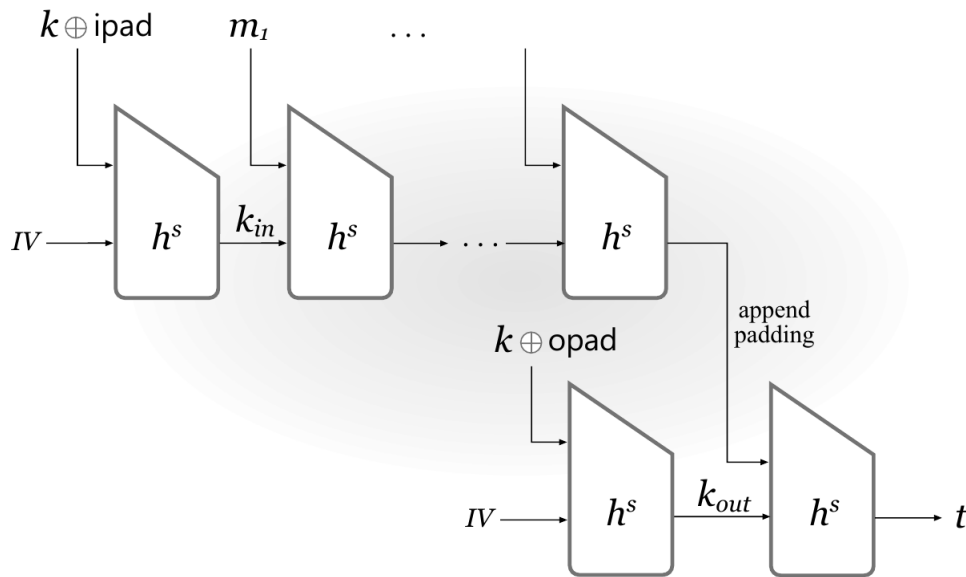 k ⊕ ipad m₁ ...
IV hˢ k_in hˢ ... hˢ
append
padding
k ⊕ opad
IV hˢ k_out hˢ t